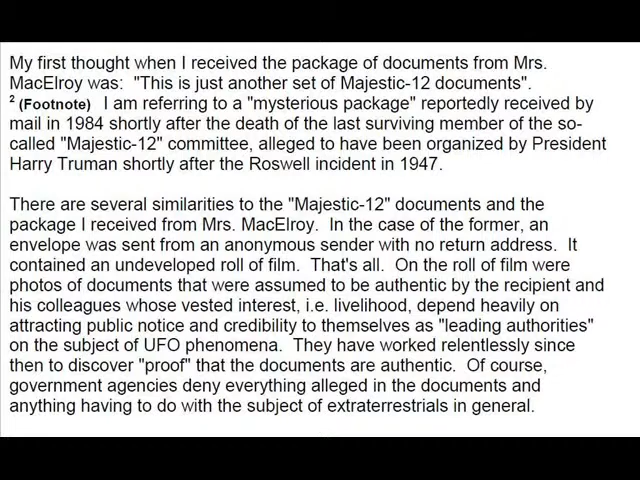 My first thought when I received the package of documents from Mrs.
MacElroy was:  "This is just another set of Majestic-12 documents".
2 (Footnote)  I am referring to a "mysterious package" reportedly received by
mail in 1984 shortly after the death of the last surviving member of the so-
called "Majestic-12" committee, alleged to have been organized by President
Harry Truman shortly after the Roswell incident in 1947.

There are several similarities to the "Majestic-12" documents and the
package I received from Mrs. MacElroy.  In the case of the former, an
envelope was sent from an anonymous sender with no return address.  It
contained an undeveloped roll of film.  That's all.  On the roll of film were
photos of documents that were assumed to be authentic by the recipient and
his colleagues whose vested interest, i.e. livelihood, depend heavily on
attracting public notice and credibility to themselves as "leading authorities"
on the subject of UFO phenomena.  They have worked relentlessly since
then to discover "proof" that the documents are authentic.  Of course,
government agencies deny everything alleged in the documents and
anything having to do with the subject of extraterrestrials in general.